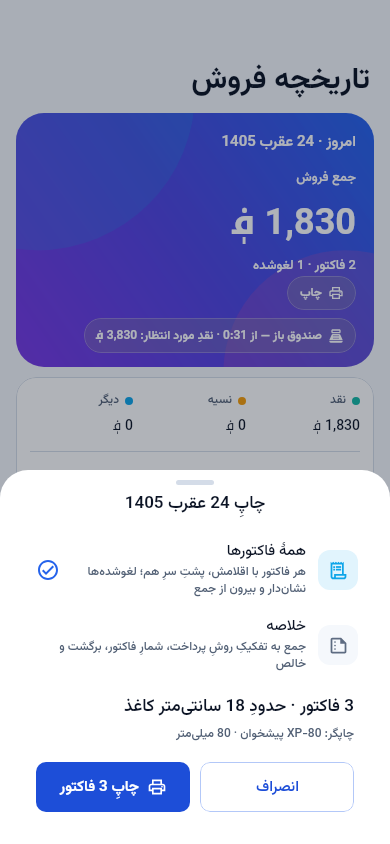 تاریخچه فروش
امروز · 24 عقرب 1405
جمع فروش
1,830 ؋
2 فاکتور · 1 لغوشده
چاپ
صندوق باز — از 0:31 · نقدِ مورد انتظار: 3,830 ؋
نقد
نسیه
دیگر
1,830 ؋
0 ؋
0 ؋
چاپِ 24 عقرب 1405
همهٔ فاکتورها
هر فاکتور با اقلامش، پشتِ سرِ هم؛ لغوشده‌ها
نشان‌دار و بیرون از جمع
خلاصه
جمع به تفکیکِ روشِ پرداخت، شمارِ فاکتور، برگشت و
خالص
3 فاکتور · حدودِ 18 سانتی‌متر کاغذ
چاپگر: XP-80 پیشخوان · 80 میلی‌متر
انصراف
چاپِ 3 فاکتور